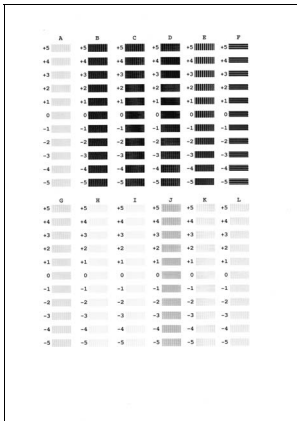 A B C D E F
+5 +5 +5 +5 +5 +5
+4 +4 +4 +4 +4 +4
+3 +3 +3 +3 +3 +3
+2 +2 +2 +2 +2 +2
+1 +1 +1 +1 +1 +1
0 0 0 0 0 0
-1 -1 -1 -1 -1 -1
-2 -2 -2 -2 -2 -2
-3 -3 -3 -3 -3 -3
-4 -4 -4 -4 -4 -4
-5 -5 -5 -5 -5 -5
G H I J K L
+5 +5 +5 +5 +5 +5
+4 +4 +4 +4 +4 +4
+3 +3 +3 +3 +3 +3
+2 +2 +2 +2 +2 +2
+1 +1 +1 +1 +1 +1
0 0 0 0 0 0
-1 -1 -1 -1 -1 -1
-2 -2 -2 -2 -2 -2
-3 -3 -3 -3 -3 -3
-4 -4 -4 -4 -4 -4
-5 -5 -5 -5 -5 -5